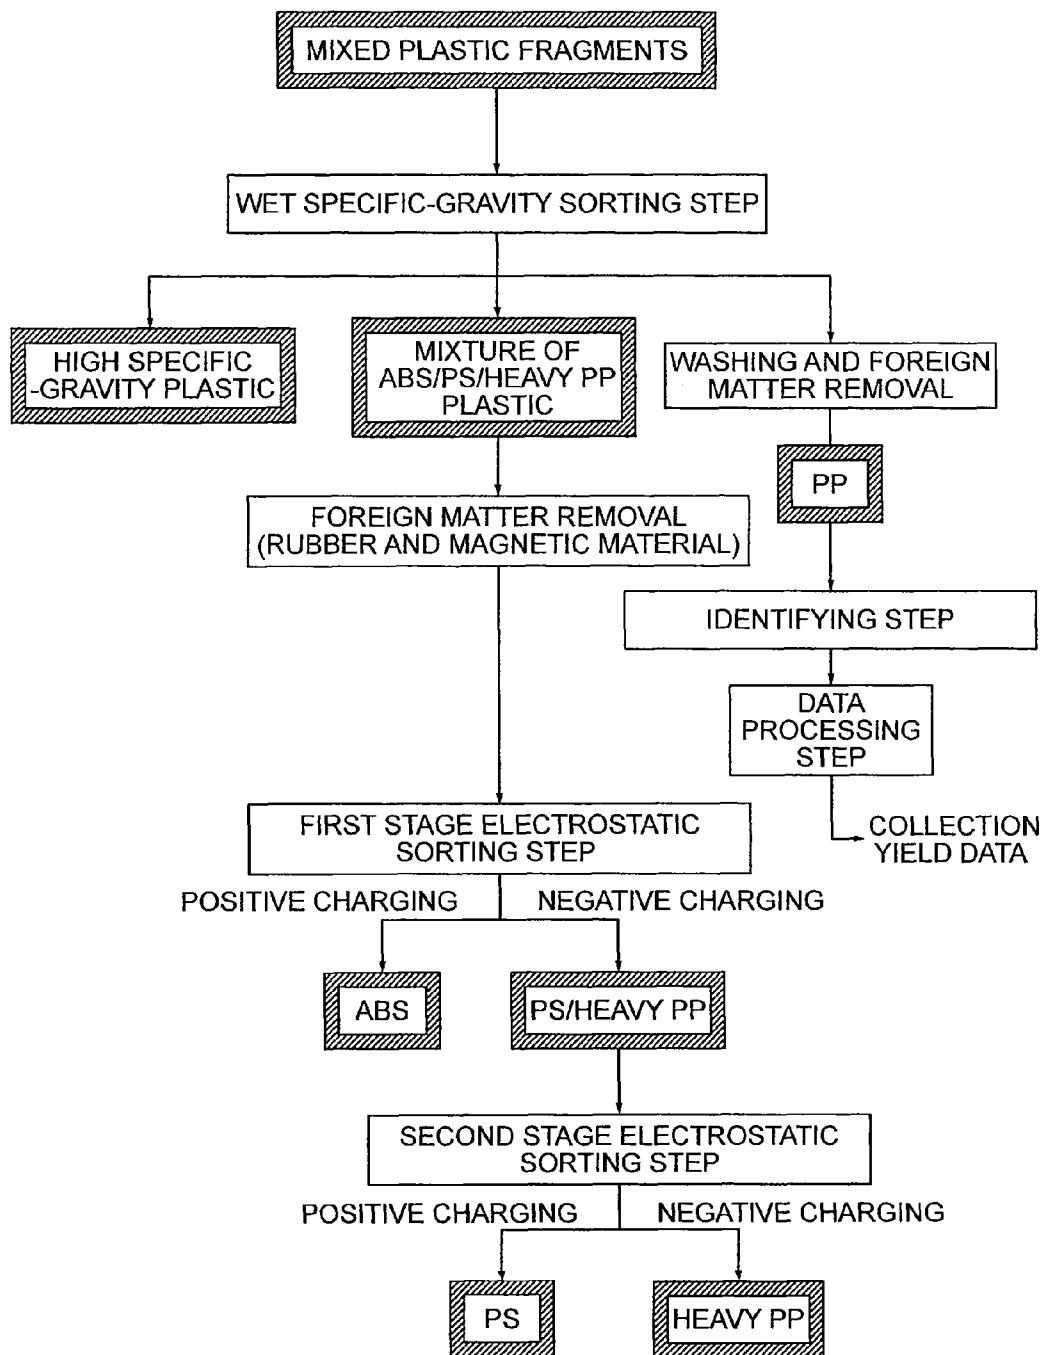 MIXED PLASTIC FRAGMENTS
WET SPECIFIC-GRAVITY SORTING STEP
HIGH SPECIFIC
-GRAVITY PLASTIC
MIXTURE OF
ABS/PS/HEAVY PP
PLASTIC
WASHING AND FOREIGN
MATTER REMOVAL
PP
FOREIGN MATTER REMOVAL
(RUBBER AND MAGNETIC MATERIAL)
IDENTIFYING STEP
DATA
PROCESSING
STEP
COLLECTION
YIELD DATA
FIRST STAGE ELECTROSTATIC
SORTING STEP
POSITIVE CHARGING
NEGATIVE CHARGING
ABS
PS/HEAVY PP
SECOND STAGE ELECTROSTATIC
SORTING STEP
POSITIVE CHARGING
NEGATIVE CHARGING
PS
HEAVY PP